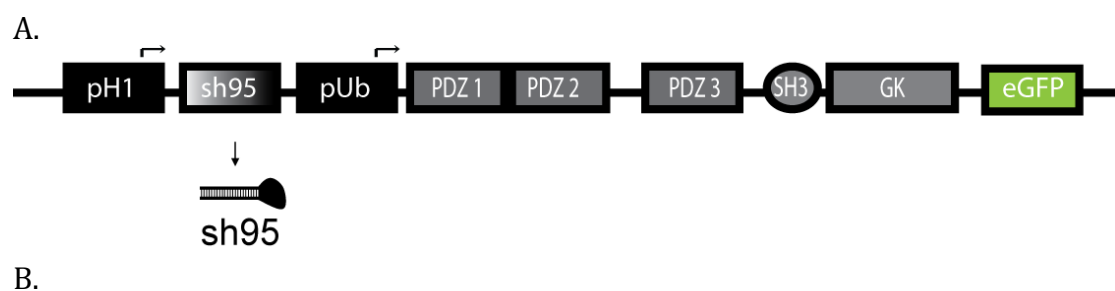 A.
pH1 sh95 pUb PDZ 1 PDZ 2 PDZ 3 SH3 GK eGFP
sh95
B.